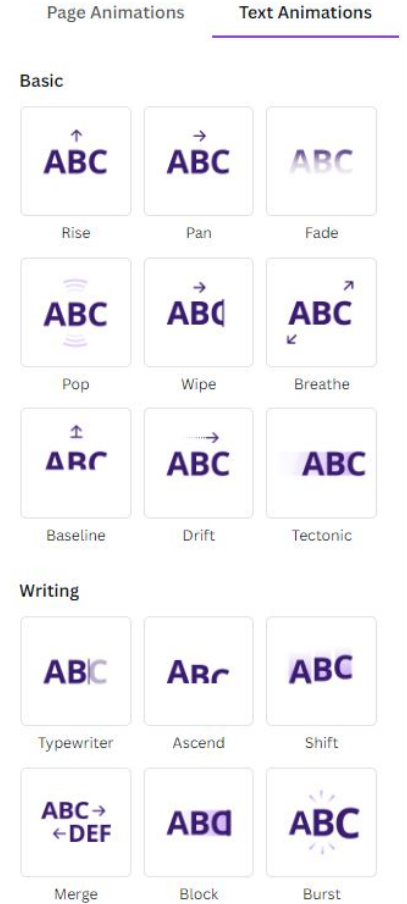 Page Animations Text Animations
Basic
ABC ABC ABC
Rise Pan Fade
ABC ABC ABC
Pop Wipe Breathe
ABC ABC ABC
Baseline Drift Tectonic
Writing
ABC ABC ABC
Typewriter Ascend Shift
ABC→ ABC ABC
←DEF
Merge Block Burst